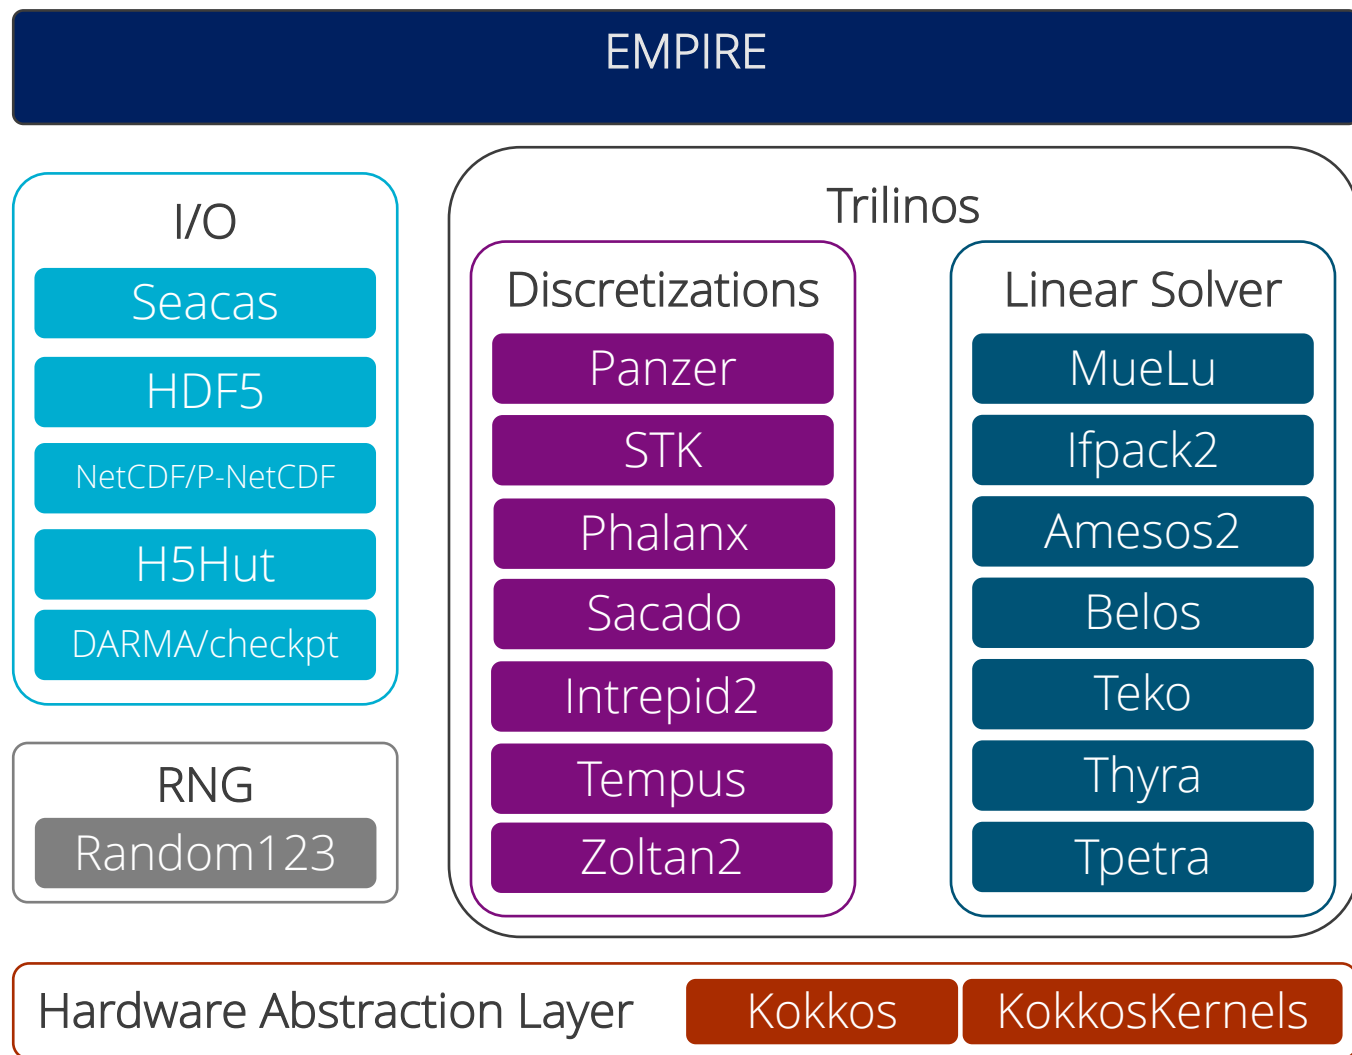 EMPIRE
I/O
Seacas
HDF5
NetCDF/P-NetCDF
H5Hut
DARMA/checkpt
RNG
Random123
Trilinos
Discretizations
Panzer
STK
Phalanx
Sacado
Intrepid2
Tempus
Zoltan2
Linear Solver
MueLu
Ifpack2
Amesos2
Belos
Teko
Thyra
Tpetra
Hardware Abstraction Layer
Kokkos
KokkosKernels